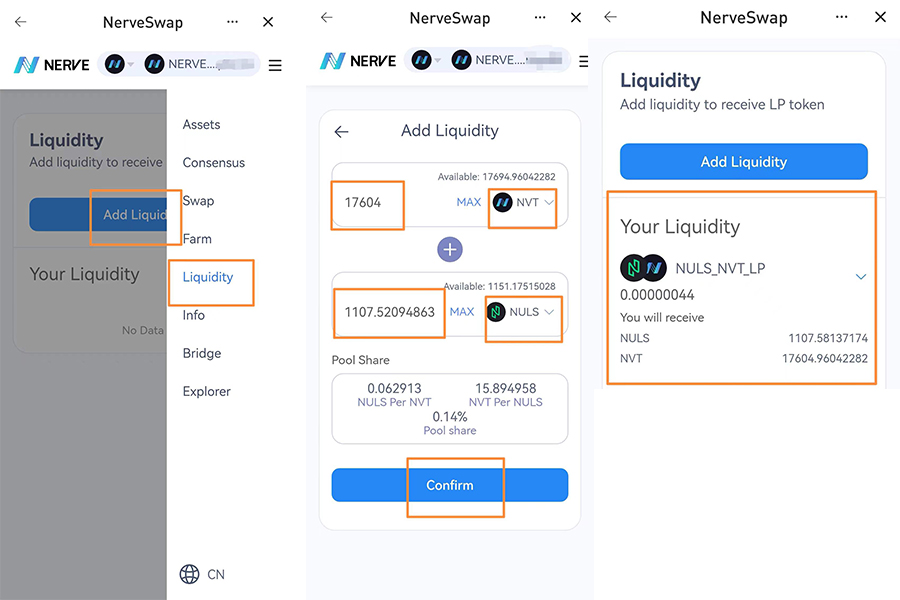 NerveSwap
NERVE
NERVE....
Liquidity
Add liquidity to receive
Add Liquid
Your Liquidity
No Data
Assets
Consensus
Swap
Farm
Liquidity
Info
Bridge
Explorer
CN
NerveSwap
NERVE
NERVE....
Add Liquidity
Available: 17694.96042282
17604
MAX
NVT
Available: 1151.17515028
1107.52094863
MAX
NULS
Pool Share
0.062913
NULS Per NVT
15.894958
NVT Per NULS
0.14%
Pool share
Confirm
NerveSwap
Liquidity
Add liquidity to receive LP token
Add Liquidity
Your Liquidity
NULS_NVT_LP
0.00000044
You will receive
NULS 1107.58137174
NVT 17604.96042282